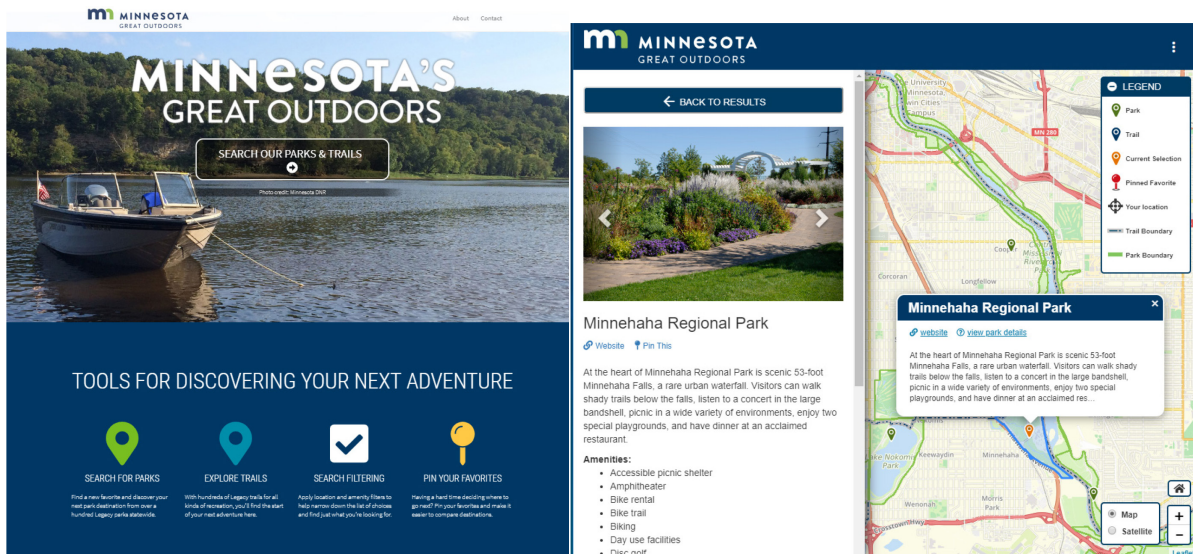 MINNESOTA
GREAT OUTDOORS
About Contact
MINNESOTA'S
GREAT OUTDOORS
SEARCH OUR PARKS & TRAILS
Photo credit: Minnesota DNR
TOOLS FOR DISCOVERING YOUR NEXT ADVENTURE
SEARCH FOR PARKS
Find a new favorite and discover your
next park destination from over a
hundred Legacy parks statewide.
EXPLORE TRAILS
With hundreds of Legacy trails for all
kinds of recreation, you'll find the start
of your next adventure here.
SEARCH FILTERING
Apply location and amenity filters to
help narrow down the list of choices
and find just what you're looking for.
PIN YOUR FAVORITES
Having a hard time deciding where to
go next? Pin your favorites and make it
easier to compare destinations.
MINNESOTA
GREAT OUTDOORS
BACK TO RESULTS
Minnehaha Regional Park
Website Pin This
At the heart of Minnehaha Regional Park is scenic 53-foot
Minnehaha Falls, a rare urban waterfall. Visitors can walk
shady trails below the falls, listen to a concert in the large
bandshell, picnic in a wide variety of environments, enjoy two
special playgrounds, and have dinner at an acclaimed
restaurant.
Amenities:
Accessible picnic shelter
Amphitheater
Bike rental
Bike trail
Biking
Day use facilities
Disc golf
University
Minnesota
Cities
Campus
MN 280
LEGEND
Park
Trail
Current Selection
Pinned Favorite
Your location
Trail Boundary
Park Boundary
Cooper
Corcoran
Longfellow
Minnehaha Regional Park
website view park details
At the heart of Minnehaha Regional Park is scenic 53-foot
Minnehaha Falls, a rare urban waterfall. Visitors can walk
shady trails below the falls, listen to a concert in the large bandshell,
picnic in a wide variety of environments, enjoy two special
playgrounds, and have dinner at an acclaimed res...
Keewaydin
Minnehaha
Park
Wenonah
Morris
Park
Map
Satellite